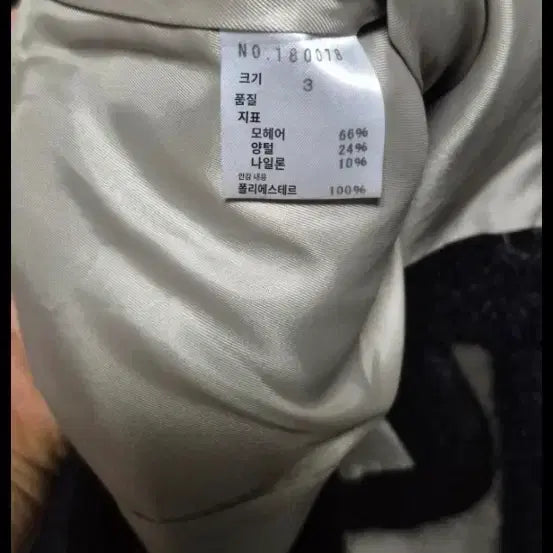 NO.180078
크기 3
품질
지표
모헤어 66%
양털 24%
나일론 10%
안감 내용
폴리에스테르 100%